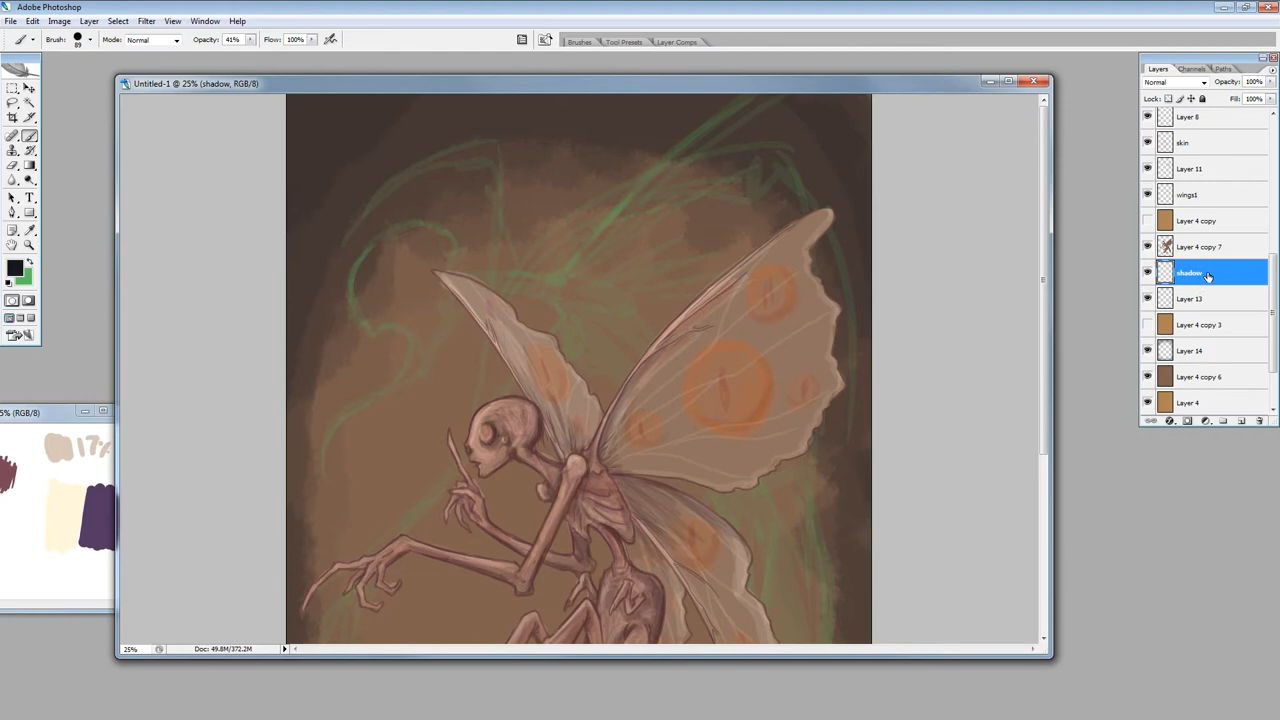 Adobe Photoshop
File Edit Image Layer Select Filter View Window Help
Brush: 89 Mode: Normal Opacity: 41% Flow: 100% Brushes Tool Presets Layer Comps
Untitled-1 @ 25% (shadow, RGB/8)
Layers Channels Paths
Normal Opacity: 100%
Lock: Fill: 100%
Layer 8
skin
Layer 11
wings1
Layer 4 copy
Layer 4 copy 7
shadow
Layer 13
Layer 4 copy 3
Layer 14
Layer 4 copy 6
Layer 4
5% (RGB/8)
17%
25% Doc: 49.8M/372.2M